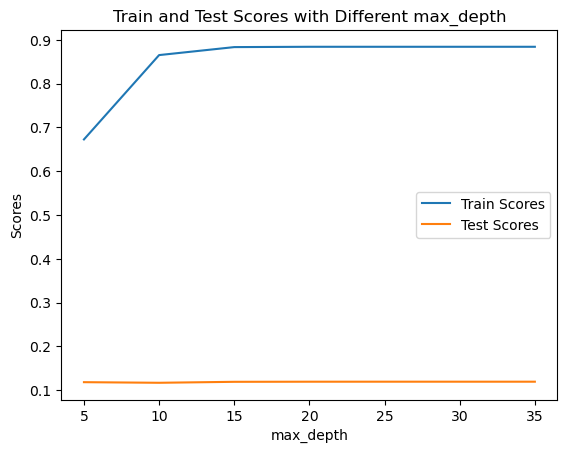 Train and Test Scores with Different max_depth
0.9
0.8
0.7
0.6
0.5
0.4
0.3
0.2
0.1
Scores
Train Scores
Test Scores
5 10 15 20 25 30 35
max_depth